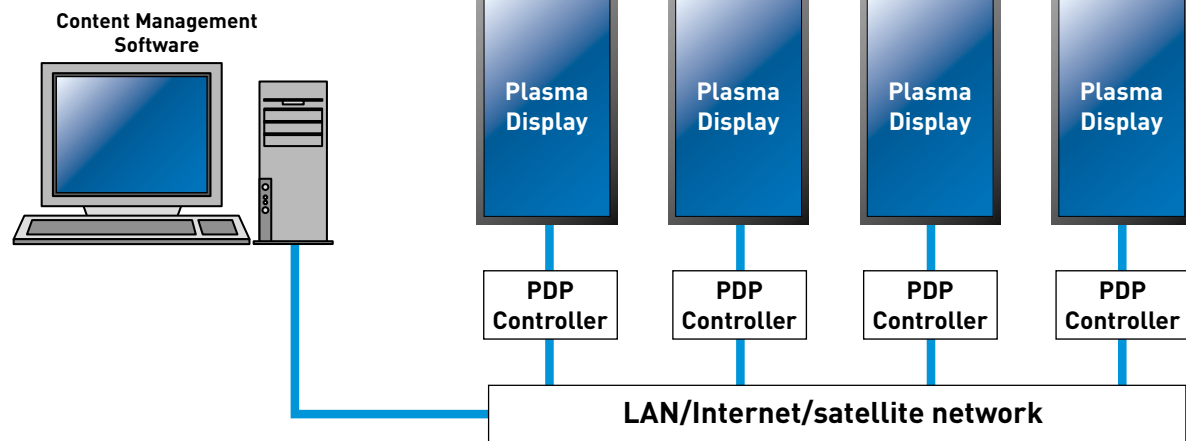 Content Management
Software
Plasma
Display
Plasma
Display
Plasma
Display
Plasma
Display
PDP
Controller
PDP
Controller
PDP
Controller
PDP
Controller
LAN/Internet/satellite network